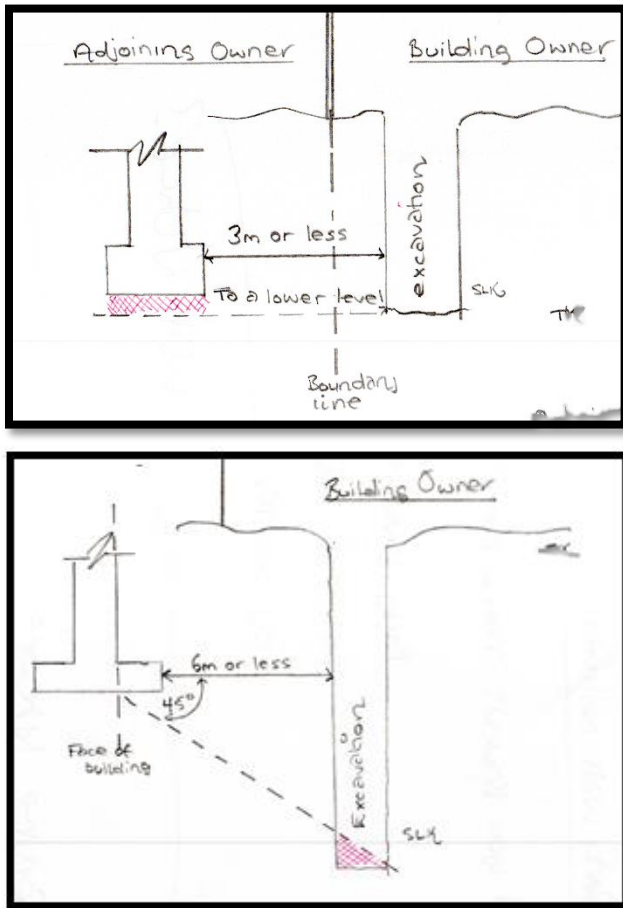 Adjoining Owner
Building Owner
excavation
3m or less
To a lower level
Boundary
line
Building Owner
6m or less
45°
Face of
building
Excavation